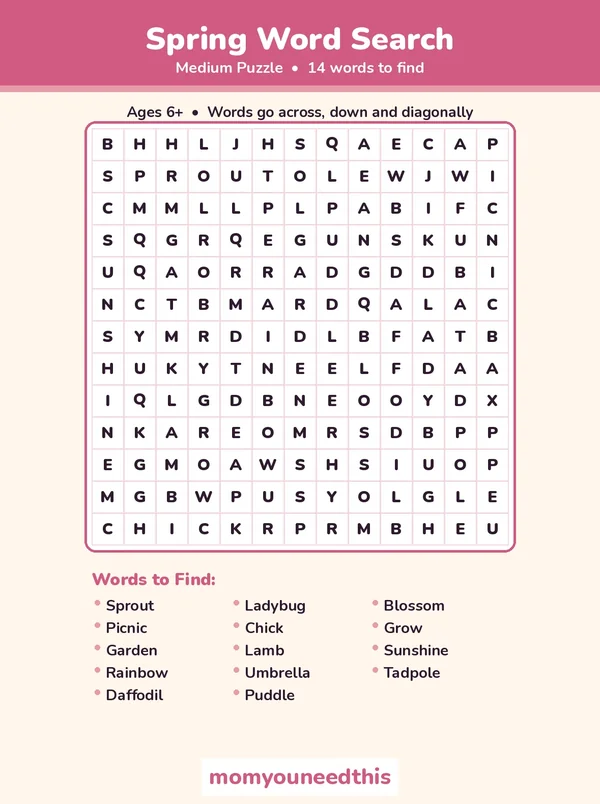 Spring Word Search
Medium Puzzle • 14 words to find
Ages 6+ • Words go across, down and diagonally
B H H L J H S Q A E C A P
S P R O U T O L E W J W I
C M M L L P L P A B I F C
S Q G R Q E G U N S K U N
U Q A O R R A D G D D B I
N C T B M A R D Q A L A C
S Y M R D I D L B F A T B
H U K Y T N E E L F D A A
I Q L G D B N E O O Y D X
N K A R E O M R S D B P P
E G M O A W S H S I U O P
M G B W P U S Y O L G L E
C H I C K R P R M B H E U
Words to Find:
• Sprout • Ladybug • Blossom
• Picnic • Chick • Grow
• Garden • Lamb • Sunshine
• Rainbow • Umbrella • Tadpole
• Daffodil • Puddle
momyouneedthis